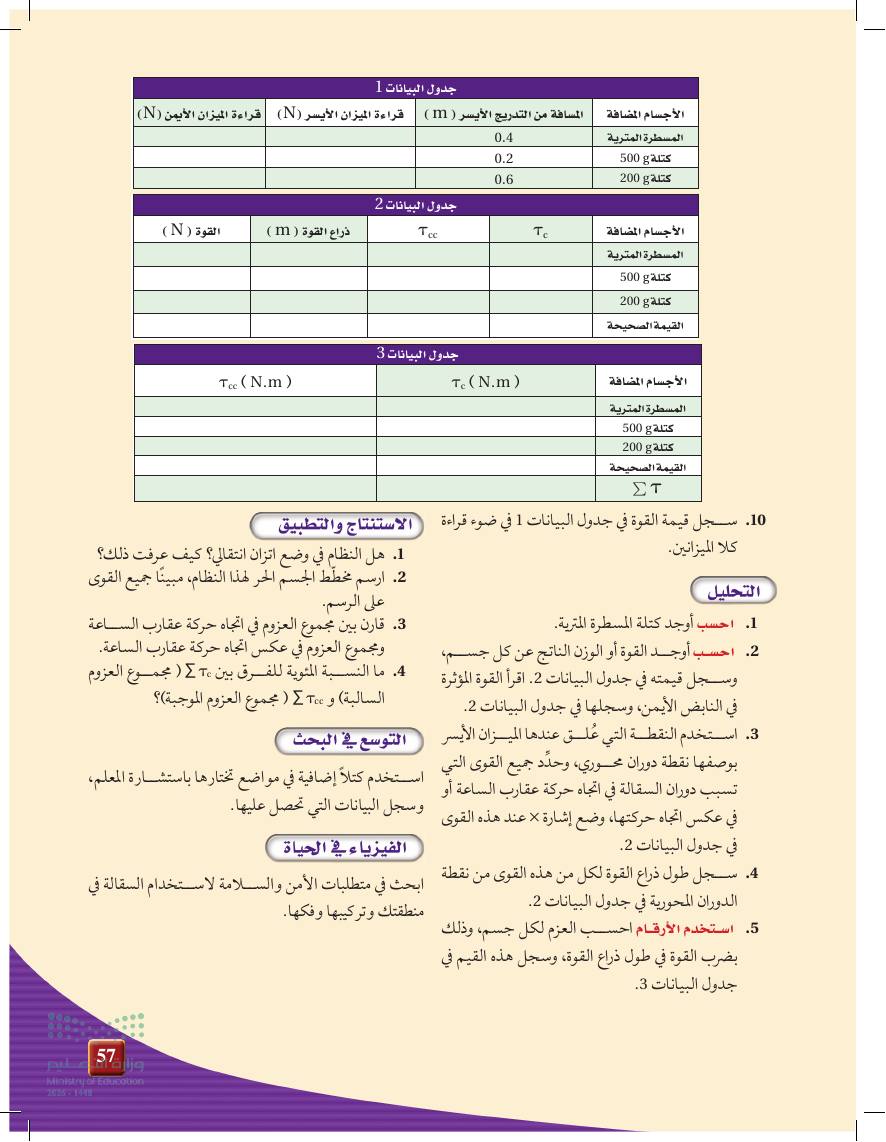 جدول البيانات 1
الأجسام المضافة المسافة من التدريج الأيسر ( m ) قراءة الميزان الأيسر (N) قراءة الميزان الأيمن (N)
المسطرة المترية 0.4
كتلة 500 g 0.2
كتلة 200 g 0.6
جدول البيانات 2
الأجسام المضافة τc τcc ذراع القوة ( m ) القوة ( N )
المسطرة المترية
كتلة 500 g
كتلة 200 g
القيمة الصحيحة
جدول البيانات 3
الأجسام المضافة τc ( N.m ) τcc ( N.m )
المسطرة المترية
كتلة 500 g
كتلة 200 g
القيمة الصحيحة
∑ τ
10. سجل قيمة القوة في جدول البيانات 1 في ضوء قراءة
كلا الميزانين.
التحليل
1. احسب أوجد كتلة المسطرة المترية.
2. احسب أوجد القوة أو الوزن الناتج عن كل جسم،
وسجل قيمته في جدول البيانات 2. اقرأ القوة المؤثرة
في النابض الأيمن، وسجلها في جدول البيانات 2.
3. استخدم النقطة التي عُلق عندها الميزان الأيسر
بوصفها نقطة دوران محوري، وحدِّد جميع القوى التي
تسبب دوران السقالة في اتجاه حركة عقارب الساعة أو
في عكس اتجاه حركتها، وضع إشارة × عند هذه القوى
في جدول البيانات 2.
4. سجل طول ذراع القوة لكل من هذه القوى من نقطة
الدوران المحورية في جدول البيانات 2.
5. استخدم الأرقام احسب العزم لكل جسم، وذلك
بضرب القوة في طول ذراع القوة، وسجل هذه القيم في
جدول البيانات 3.
الاستنتاج والتطبيق
1. هل النظام في وضع اتزان انتقالي؟ كيف عرفت ذلك؟
2. ارسم مخطّط الجسم الحر لهذا النظام، مبينًا جميع القوى
على الرسم.
3. قارن بين مجموع العزوم في اتجاه حركة عقارب الساعة
ومجموع العزوم في عكس اتجاه حركة عقارب الساعة.
4. ما النسبة المئوية للفرق بين ∑ τc ( مجموع العزوم
السالبة) و ∑ τcc ( مجموع العزوم الموجبة)؟
التوسع في البحث
استخدم كتلاً إضافية في مواضع تختارها باستشارة المعلم،
وسجل البيانات التي تحصل عليها.
الفيزياء في الحياة
ابحث في متطلبات الأمن والسلامة لاستخدام السقالة في
منطقتك وتركيبها وفكها.
57
وزارة التعليم
Ministry of Education
2026 - 1448